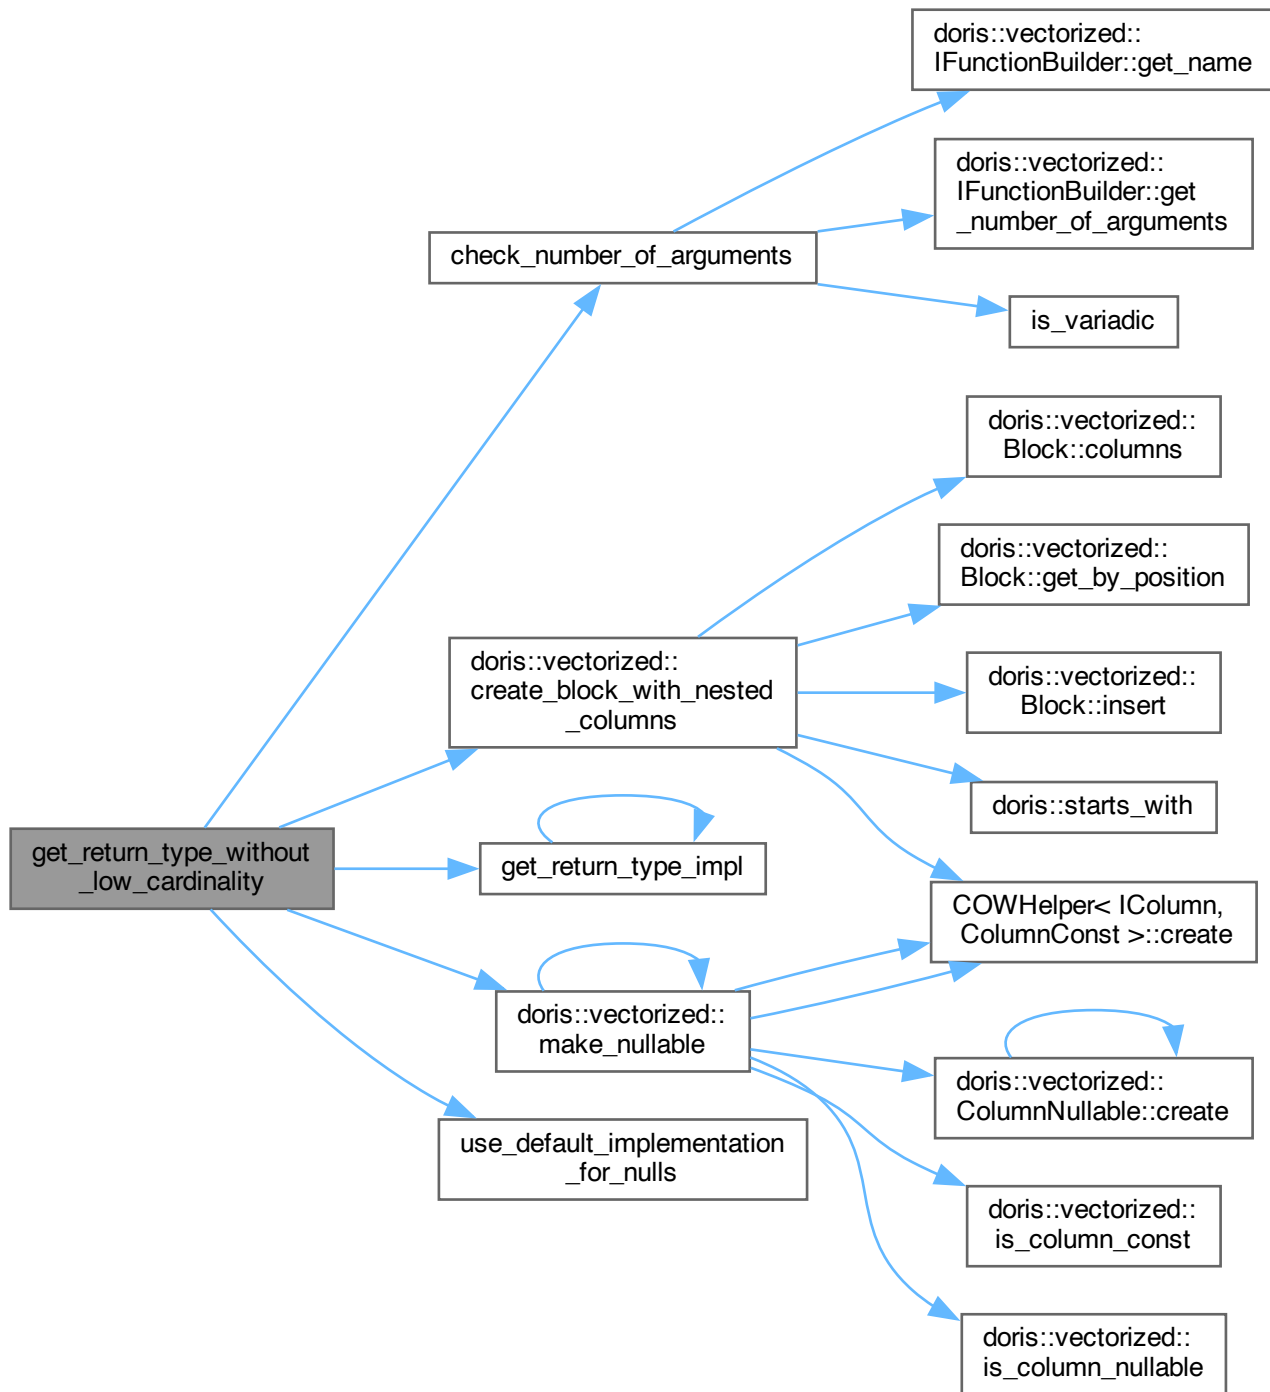 doris::vectorized::
IFunctionBuilder::get_name
doris::vectorized::
IFunctionBuilder::get
_number_of_arguments
check_number_of_arguments
is_variadic
doris::vectorized::
Block::columns
doris::vectorized::
Block::get_by_position
doris::vectorized::
create_block_with_nested
_columns
doris::vectorized::
Block::insert
doris::starts_with
get_return_type_without
_low_cardinality
get_return_type_impl
COWHelper< IColumn,
ColumnConst >::create
doris::vectorized::
make_nullable
doris::vectorized::
ColumnNullable::create
use_default_implementation
_for_nulls
doris::vectorized::
is_column_const
doris::vectorized::
is_column_nullable